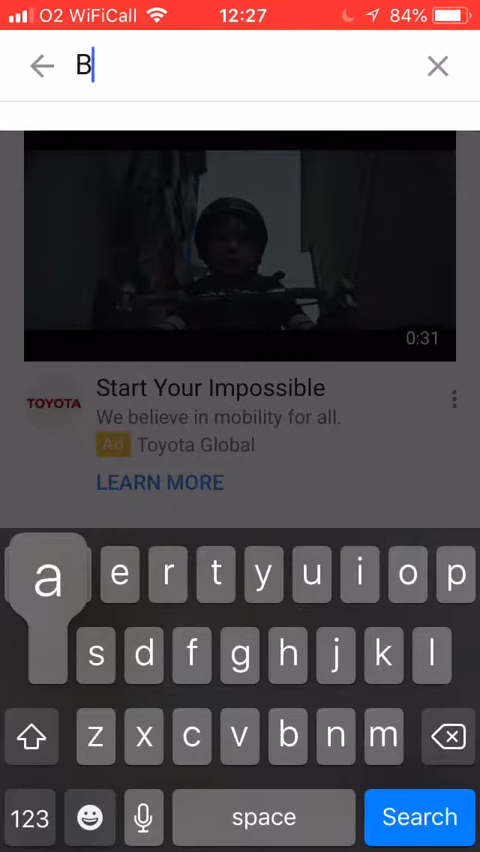 O2 WiFiCall 12:27 84%
B
0:31
Start Your Impossible
TOYOTA
We believe in mobility for all.
Ad Toyota Global
LEARN MORE
a e r t y u i o p
s d f g h j k l
z x c v b n m
123 space Search